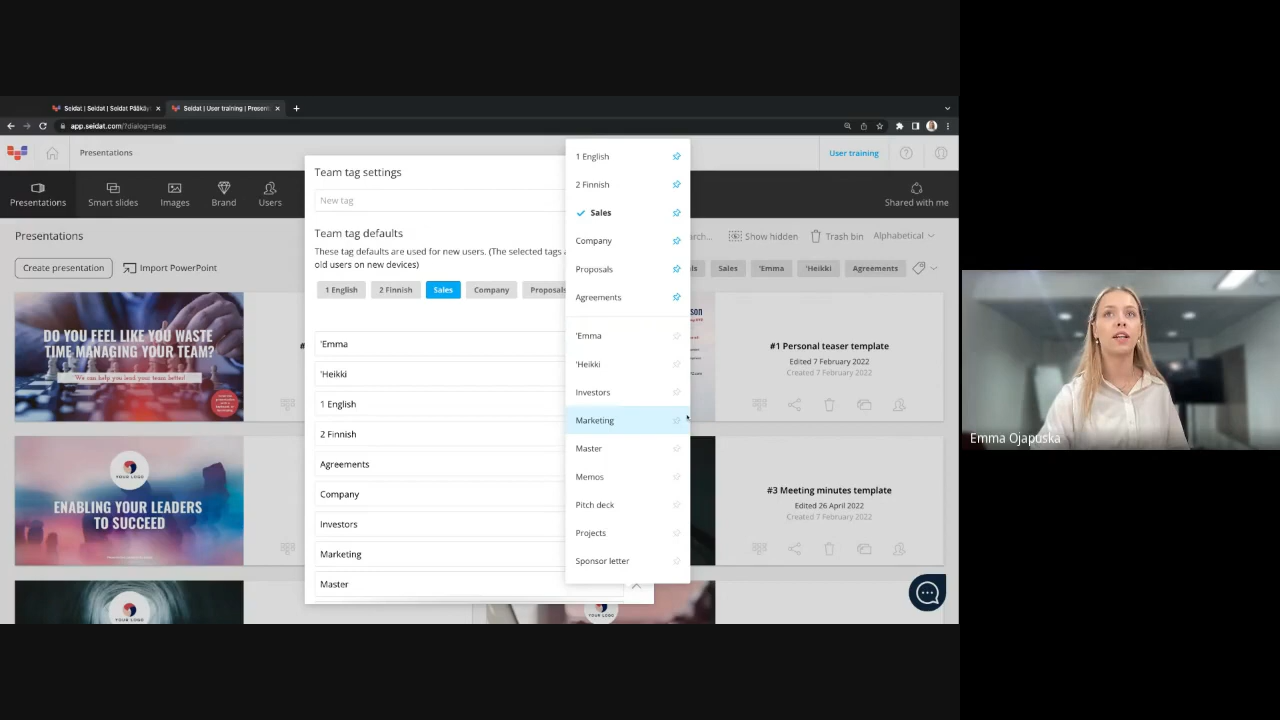 Seidat | Seidat | Seidat Pääkäy
Seidat | User training | Present
app.seidat.com/?dialog=tags
Presentations
User training
Presentations
Smart slides
Images
Brand
Users
Shared with me
Presentations
Show hidden
Trash bin
Alphabetical
Create presentation
Import PowerPoint
Sales
'Emma
'Heikki
Agreements
Team tag settings
New tag
Team tag defaults
These tag defaults are used for new users. (The selected tags
old users on new devices)
1 English
2 Finnish
Sales
Company
Proposals
'Emma
'Heikki
1 English
2 Finnish
Agreements
Company
Investors
Marketing
Master
1 English
2 Finnish
Sales
Company
Proposals
Agreements
'Emma
'Heikki
Investors
Marketing
Master
Memos
Pitch deck
Projects
Sponsor letter
DO YOU FEEL LIKE YOU WASTE
TIME MANAGING YOUR TEAM?
We can help you lead your team better!
#1 Personal teaser template
Edited 7 February 2022
Created 7 February 2022
YOUR LOGO
ENABLING YOUR LEADERS
TO SUCCEED
#3 Meeting minutes template
Edited 26 April 2022
Created 7 February 2022
YOUR LOGO
YOUR LOGO
Emma Ojapuska